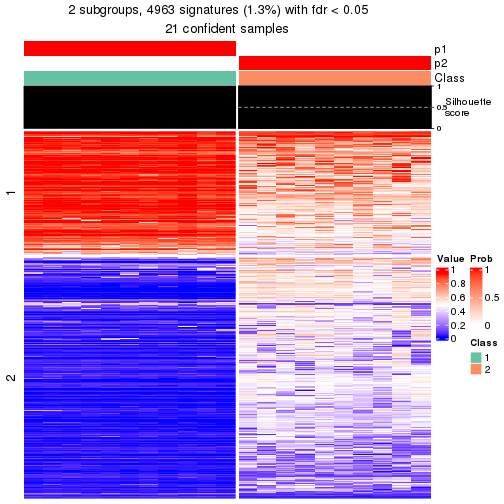 2 subgroups, 4963 signatures (1.3%) with fdr < 0.05
21 confident samples
p1
p2
Class
1
0.5
0
Silhouette
score
1
2
Value
1
0.8
0.6
0.4
0.2
0
Prob
1
0.5
0
Class
1
2